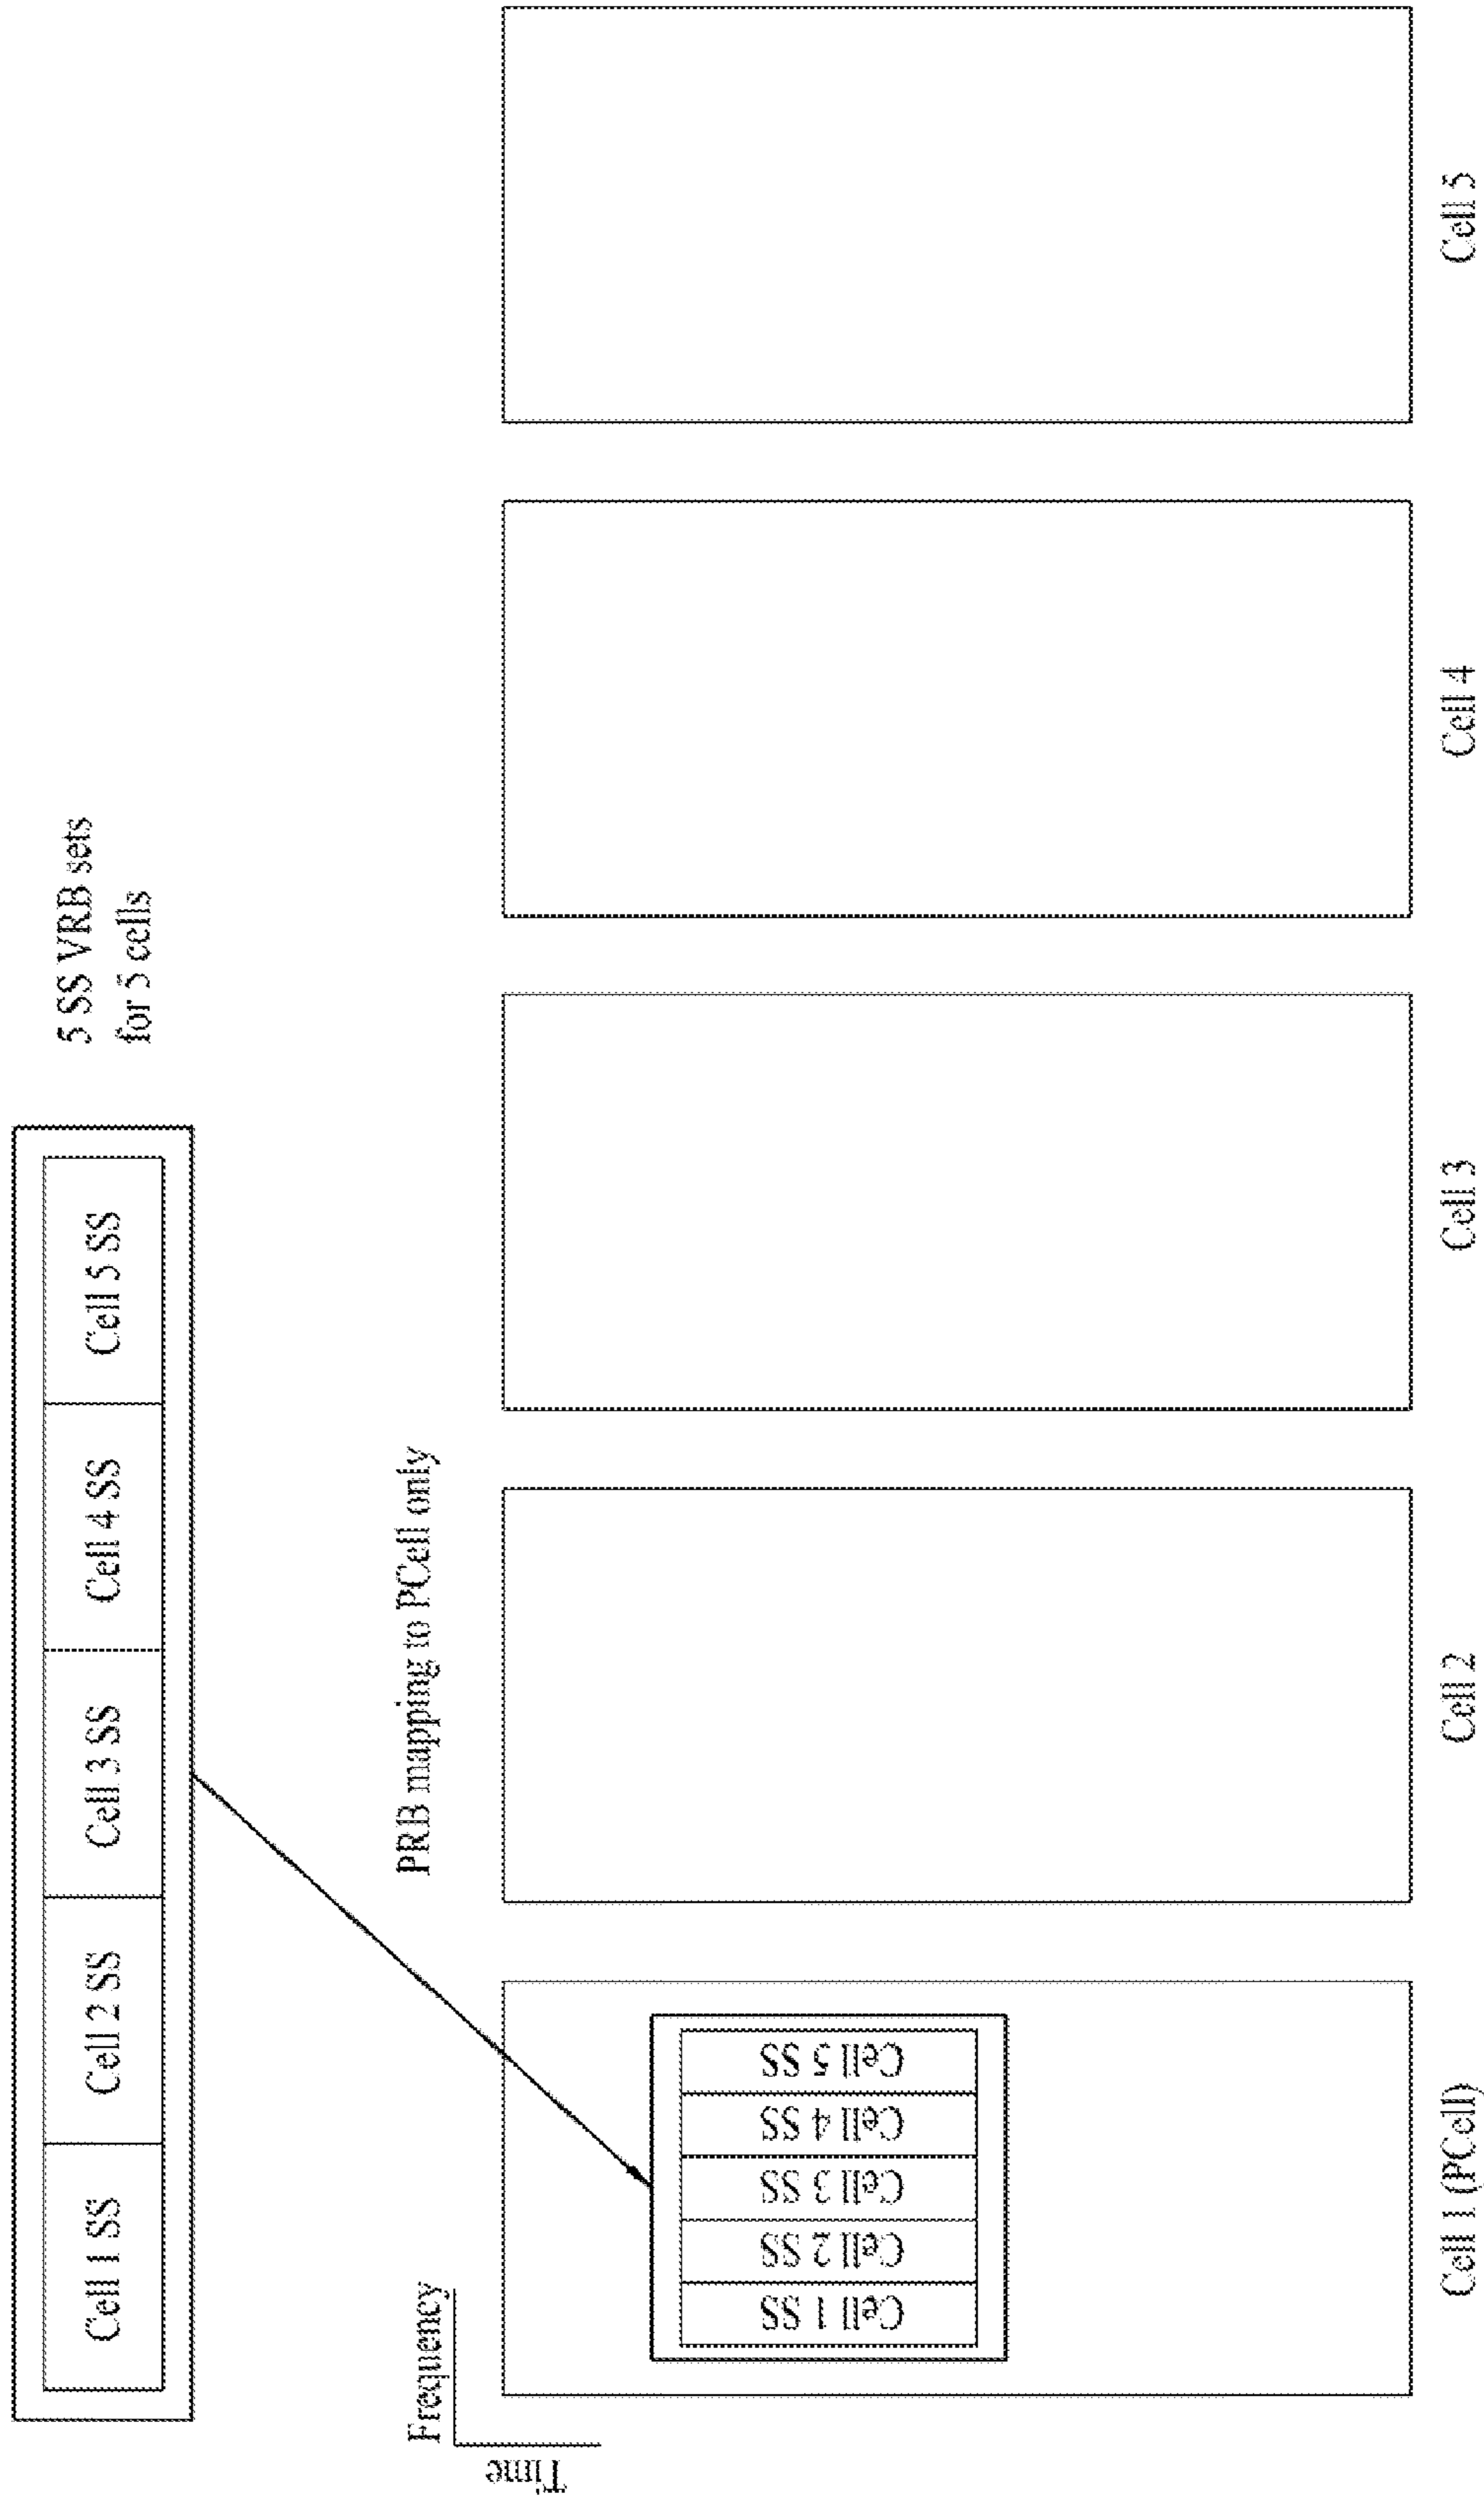 Cell 1 SS
Cell 2 SS
Cell 3 SS
Cell 4 SS
Cell 5 SS
5 SS VRB sets
for 5 cells
Frequency
Time
PRB mapping to PCell only
Cell 1 SS
Cell 2 SS
Cell 3 SS
Cell 4 SS
Cell 5 SS
Cell 1 (PCell)
Cell 2
Cell 3
Cell 4
Cell 5